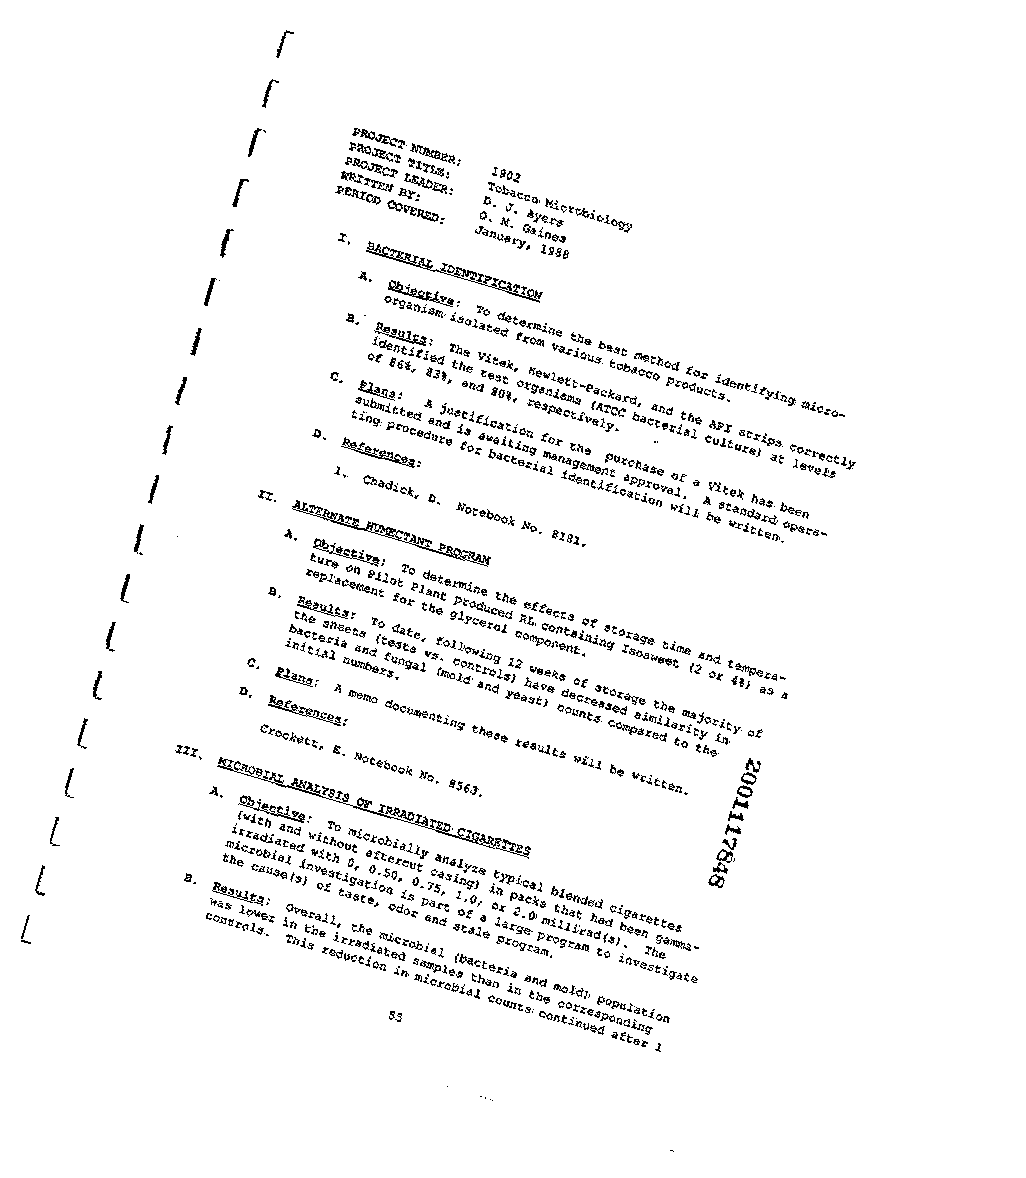 PROJECT NUMBER: 1902
PROJECT TITLE: Tobacco Microbiology
PROJECT LEADER: D. J. Ayers
WRITTEN BY: G. M. Gaines
PERIOD COVERED: January, 1988
I. BACTERIAL IDENTIFICATION
A. Objective: To determine the best method for identifying micro-
organism isolated from various tobacco products.
B. Results: The Vitek, Hewlett-Packard, and the API strips correctly
identified the test organisms (ATCC bacterial culture) at levels
of 86%, 83%, and 80%, respectively.
C. Plans: A justification for the purchase of a Vitek has been
submitted and is awaiting management approval. A standard opera-
ting procedure for bacterial identification will be written.
D. References:
1. Chadick, D. Notebook No. 8181.
II. ALTERNATE HUMECTANT PROGRAM
A. Objective: To determine the effects of storage time and tempera-
ture on Pilot Plant produced RL containing Isosweet (2 or 4%) as a
replacement for the glycerol component.
B. Results: To date, following 12 weeks of storage the majority of
the sheets (tests vs. controls) have decreased similarity in
bacteria and fungal (mold and yeast) counts compared to the
initial numbers.
C. Plans: A memo documenting these results will be written.
D. References:
Crockett, E. Notebook No. 8563.
III. MICROBIAL ANALYSIS OF IRRADIATED CIGARETTES
A. Objective: To microbially analyze typical blended cigarettes
(with and without aftercut casing) in packs that had been gamma-
irradiated with 0, 0.50, 0.75, 1.0, or 2.0 millirad(s). The
microbial investigation is part of a large program to investigate
the cause(s) of taste, odor and stale program.
B. Results: Overall, the microbial (bacteria and mold) population
was lower in the irradiated samples than in the corresponding
controls. This reduction in microbial counts continued after 1
2001117848